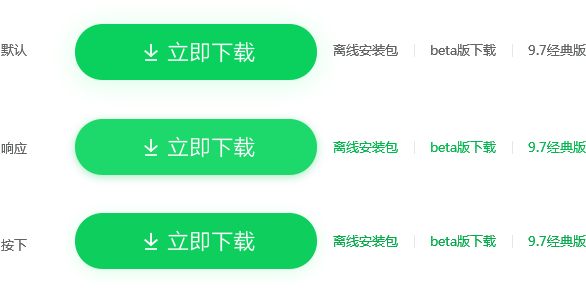 默认 立即下载 离线安装包 beta版下载 9.7经典版
响应 立即下载 离线安装包 beta版下载 9.7经典版
按下 立即下载 离线安装包 beta版下载 9.7经典版